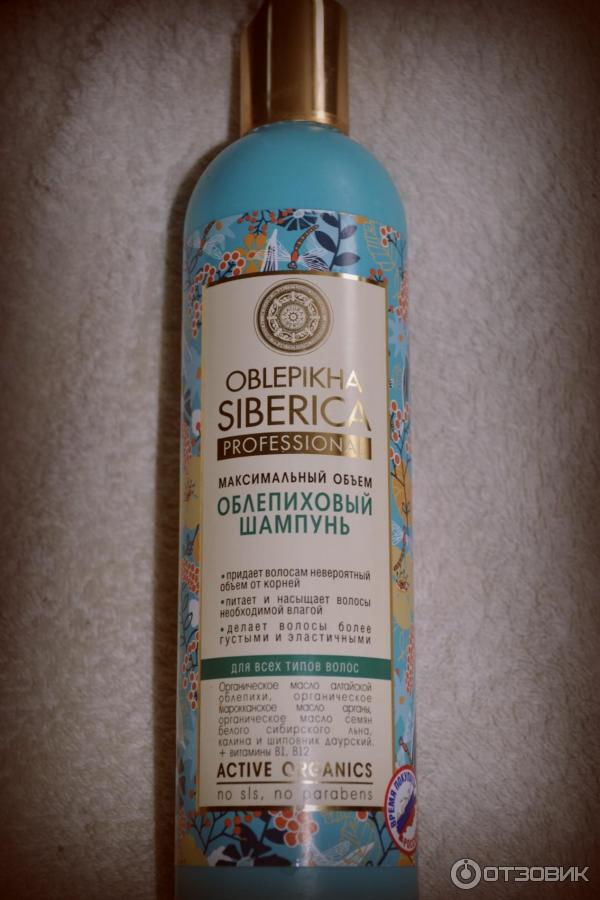 OBLEPIKHA
SIBERICA
PROFESSIONAL
МАКСИМАЛЬНЫЙ ОБЪЕМ
ОБЛЕПИХОВЫЙ
ШАМПУНЬ
•придает волосам невероятный
объем от корней
•питает и насыщает волосы
необходимой влагой
•делает волосы более
густыми и эластичными
для всех типов волос
Органическое масло алтайской
облепихи, органическое
марокканское масло арганы,
органическое масло семян
белого сибирского льна,
калина и шиповник даурский.
+ витамины B1, B12
ACTIVE ORGANICS
no sls, no parabens
ВРЕМЯ
ОТЗОВИК